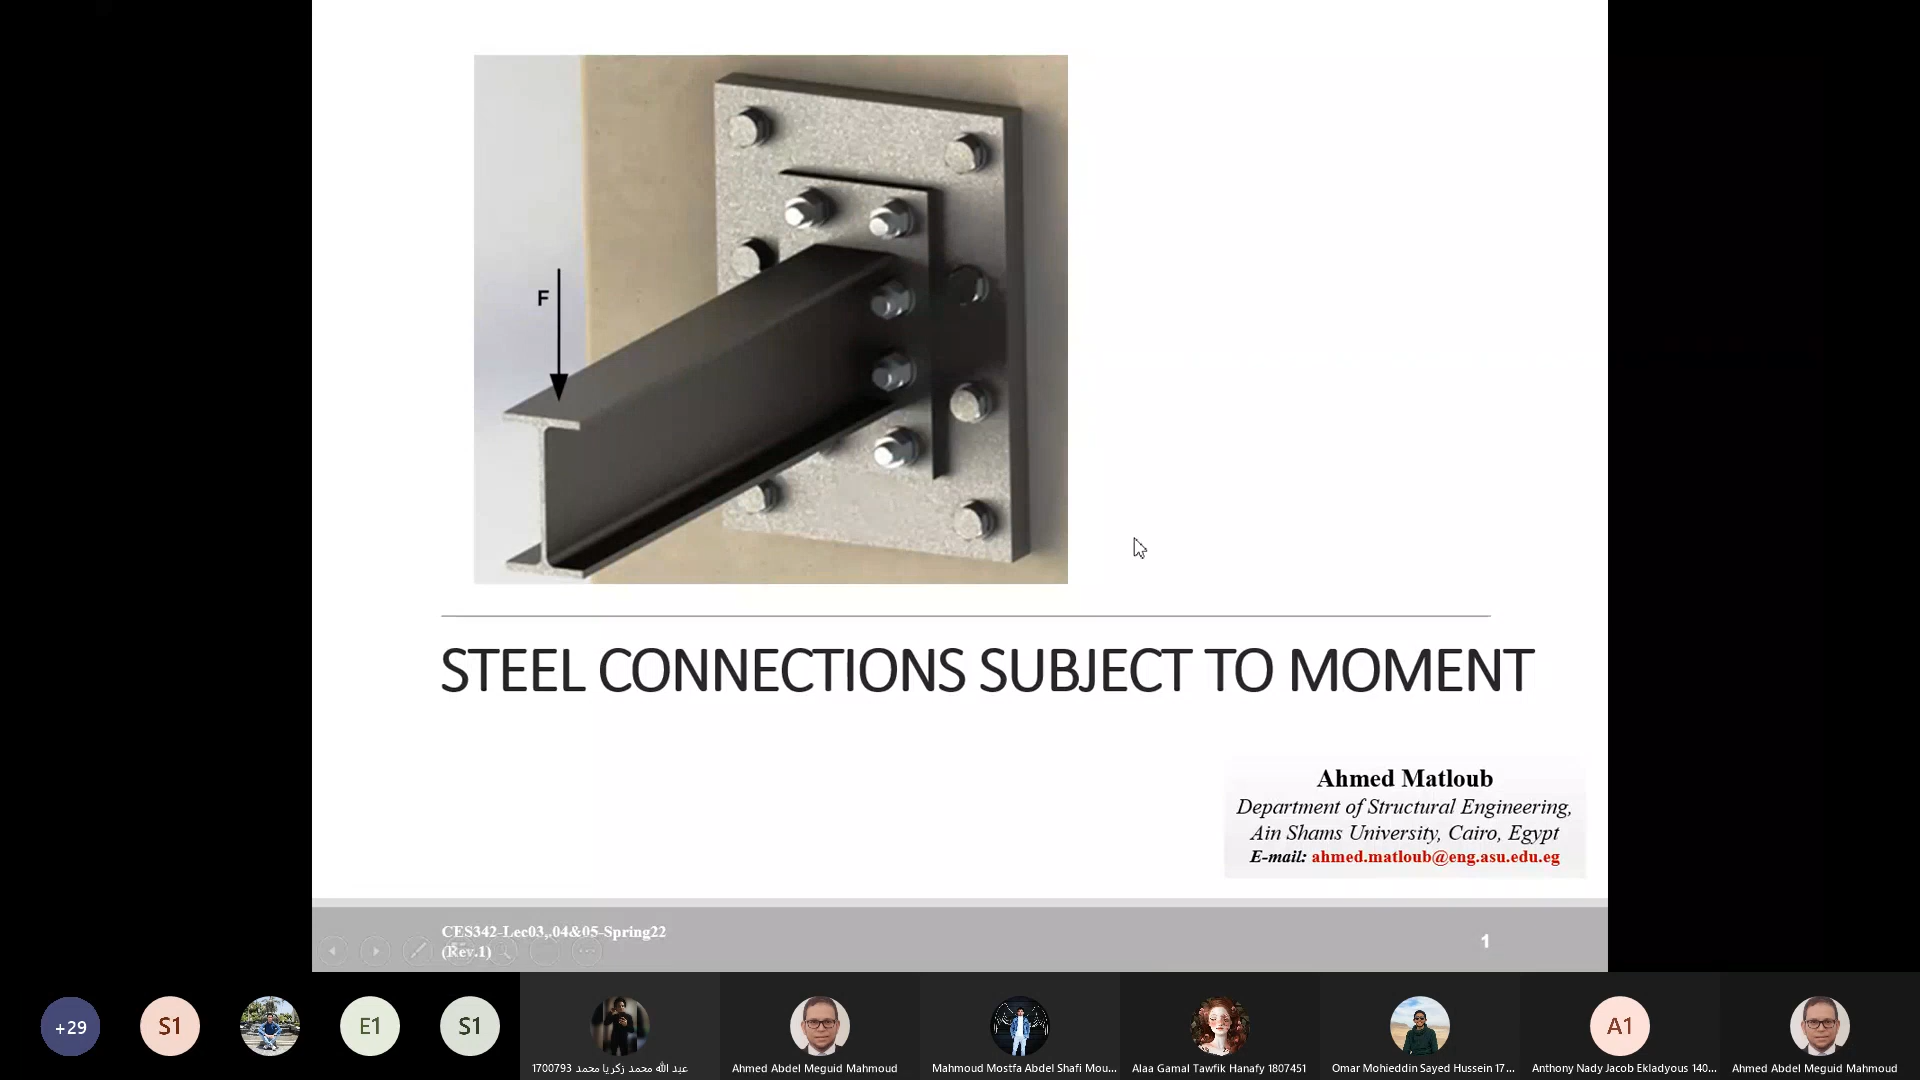 F
STEEL CONNECTIONS SUBJECT TO MOMENT
Ahmed Matloub
Department of Structural Engineering,
Ain Shams University, Cairo, Egypt
E-mail: ahmed.matloub@eng.asu.edu.eg
CES342-Lec03,.04&05-Spring22
(Rev.1)
1
+29
S1
E1
S1
A1
عبد الله محمد زكريا محمد 1700793
Ahmed Abdel Meguid Mahmoud
Mahmoud Mostfa Abdel Shafi Mou...
Alaa Gamal Tawfik Hanafy 1807451
Omar Mohieddin Sayed Hussein 17...
Anthony Nady Jacob Ekladyous 140...
Ahmed Abdel Meguid Mahmoud